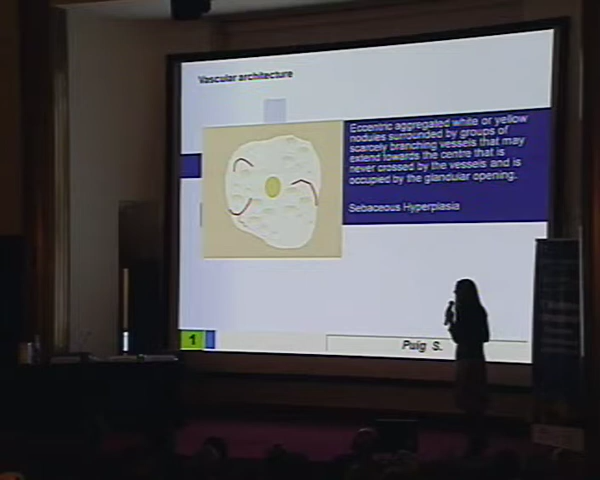 Vascular architecture
Eccentric aggregated white or yellow
nodules surrounded by groups of
scarcely branching vessels that may
extend towards the centre that is
never crossed by the vessels and is
occupied by the glandular opening.
Sebaceous Hyperplasia
1
Puig S.